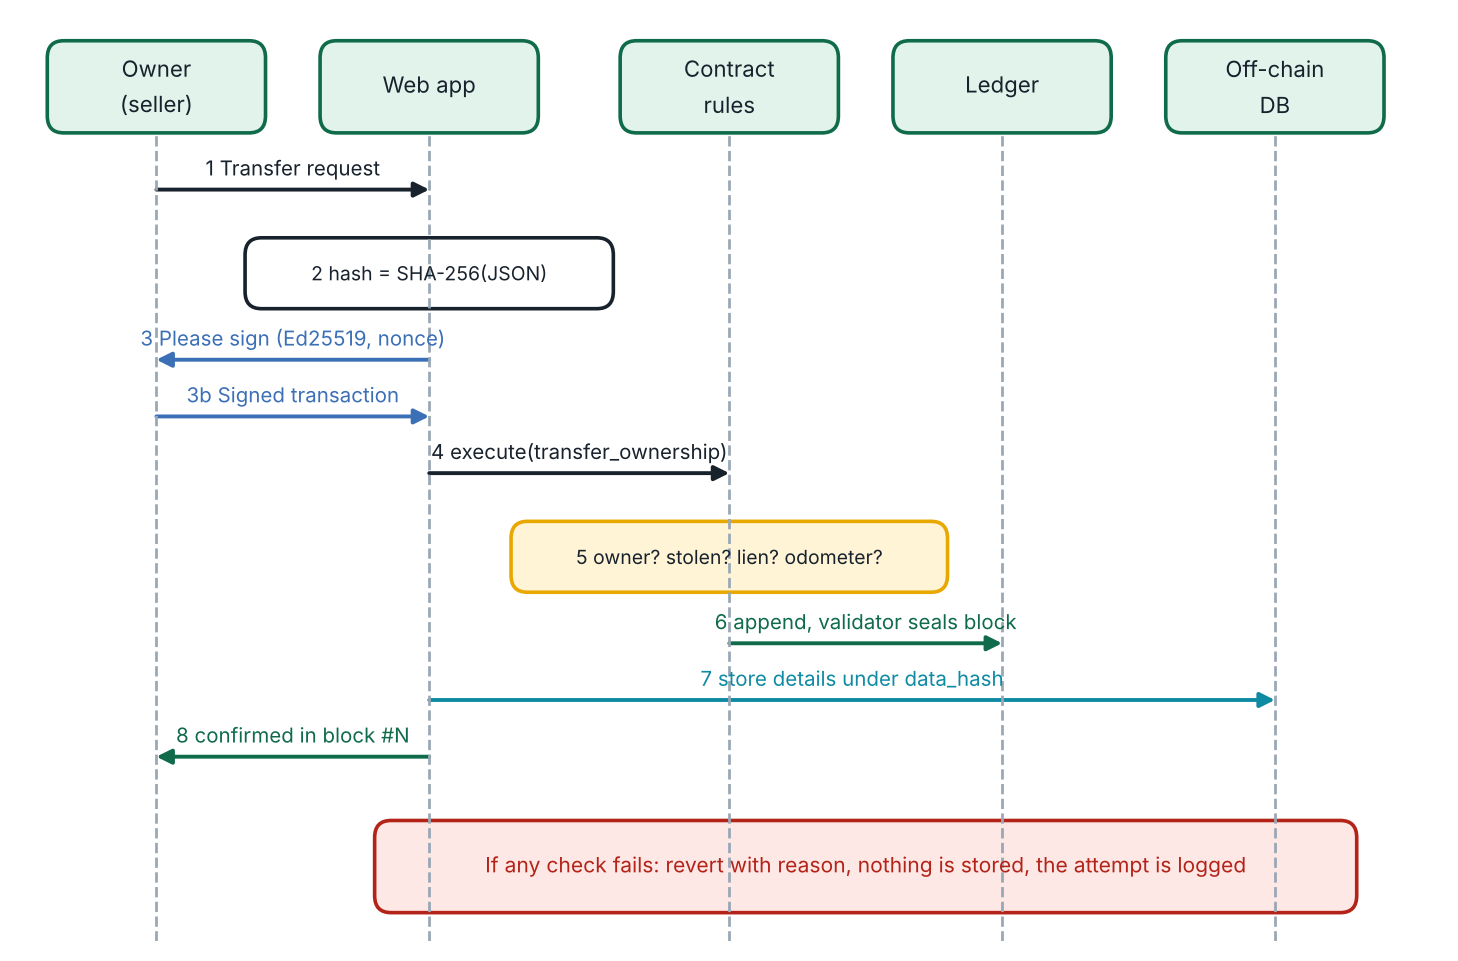 Owner
(seller)
Web app
Contract
rules
Ledger
Off-chain
DB
1 Transfer request
2 hash = SHA-256(JSON)
3 Please sign (Ed25519, nonce)
3b Signed transaction
4 execute(transfer_ownership)
5 owner? stolen? lien? odometer?
6 append, validator seals block
7 store details under data_hash
8 confirmed in block #N
If any check fails: revert with reason, nothing is stored, the attempt is logged